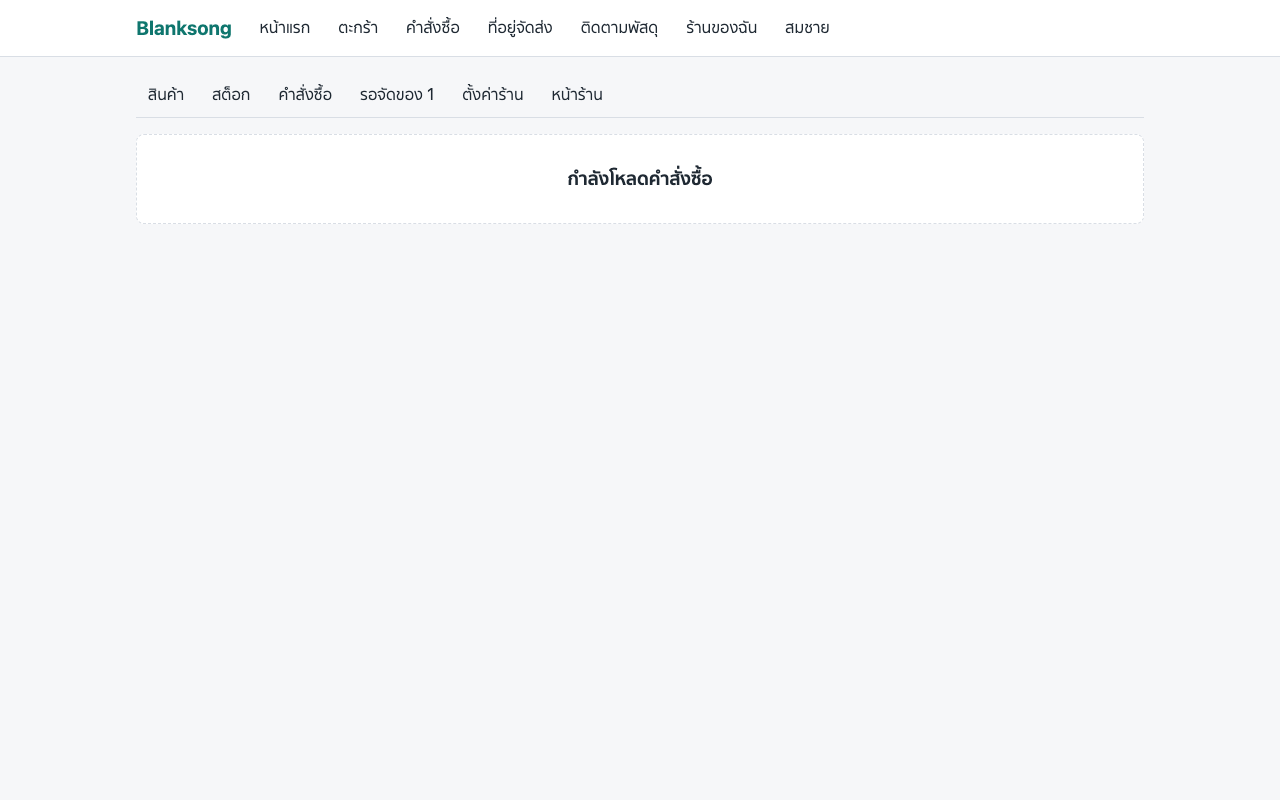 Blanksong หน้าแรก ตะกร้า คำสั่งซื้อ ที่อยู่จัดส่ง ติดตามพัสดุ ร้านของฉัน สมชาย
สินค้า สต็อก คำสั่งซื้อ รอจัดของ 1 ตั้งค่าร้าน หน้าร้าน
กำลังโหลดคำสั่งซื้อ